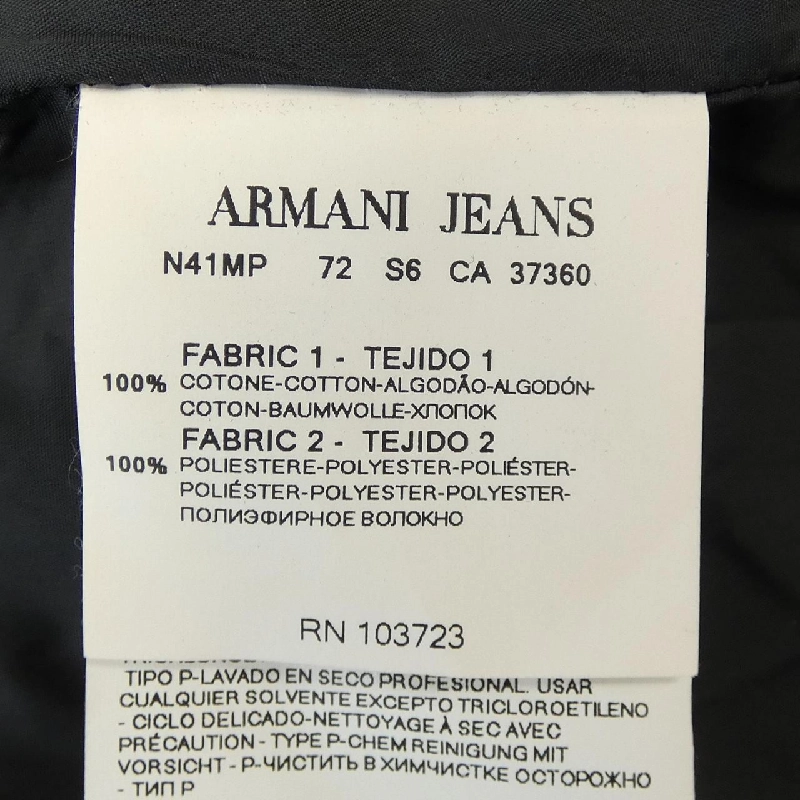 ARMANI JEANS
N41MP 72 S6 CA 37360
FABRIC 1 - TEJIDO 1
100% COTONE-COTTON-ALGODÃO-ALGODÓN-
COTON-BAUMWOLLE-ХЛОПОК
FABRIC 2 - TEJIDO 2
100% POLIESTERE-POLYESTER-POLIÉSTER-
POLIÉSTER-POLYESTER-POLYESTER-
ПОЛИЭФИРНОЕ ВОЛОКНО
RN 103723
TIPO P-LAVADO EN SECO PROFESIONAL. USAR
CUALQUIER SOLVENTE EXCEPTO TRICLOROETILENO
- CICLO DELICADO-NETTOYAGE À SEC AVEC
PRÉCAUTION - TYPE P-CHEM REINIGUNG MIT
VORSICHT - P-ЧИСТИТЬ В ХИМЧИСТКЕ ОСТОРОЖНО
- ТИП P